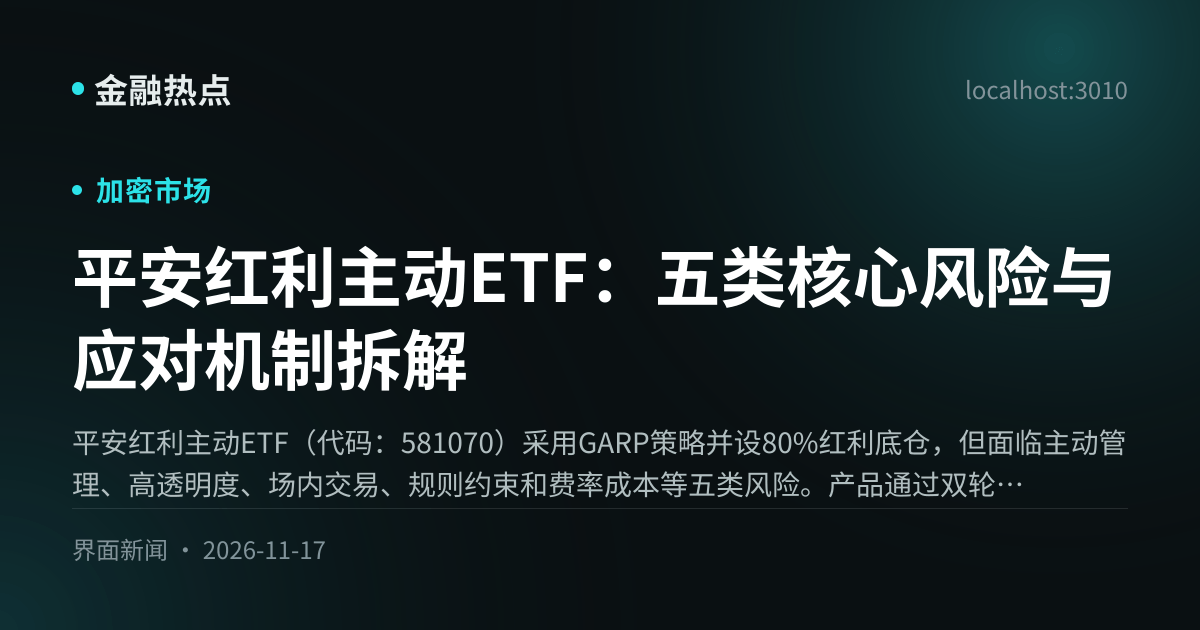 金融热点
localhost:3010
加密市场
平安红利主动ETF：五类核心风险与
应对机制拆解
平安红利主动ETF（代码：581070）采用GARP策略并设80%红利底仓，但面临主动管
理、高透明度、场内交易、规则约束和费率成本等五类风险。产品通过双轮…
界面新闻 • 2026-11-17